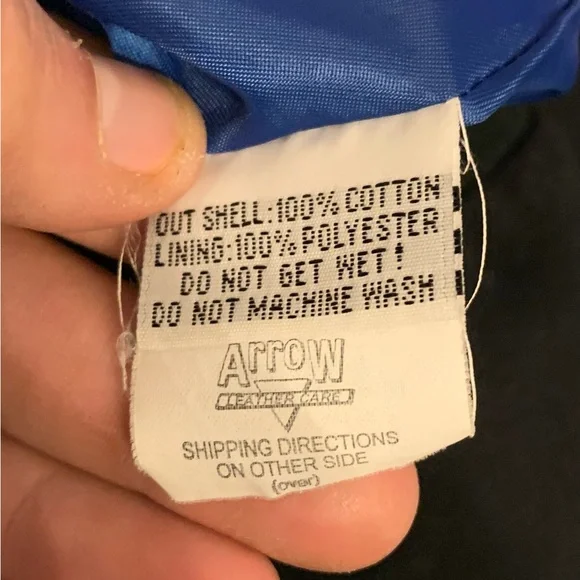 OUT SHELL:100% COTTON
LINING:100% POLYESTER
DO NOT GET WET!
DO NOT MACHINE WASH
ArroW
LEATHER CARE
SHIPPING DIRECTIONS
ON OTHER SIDE
(over)